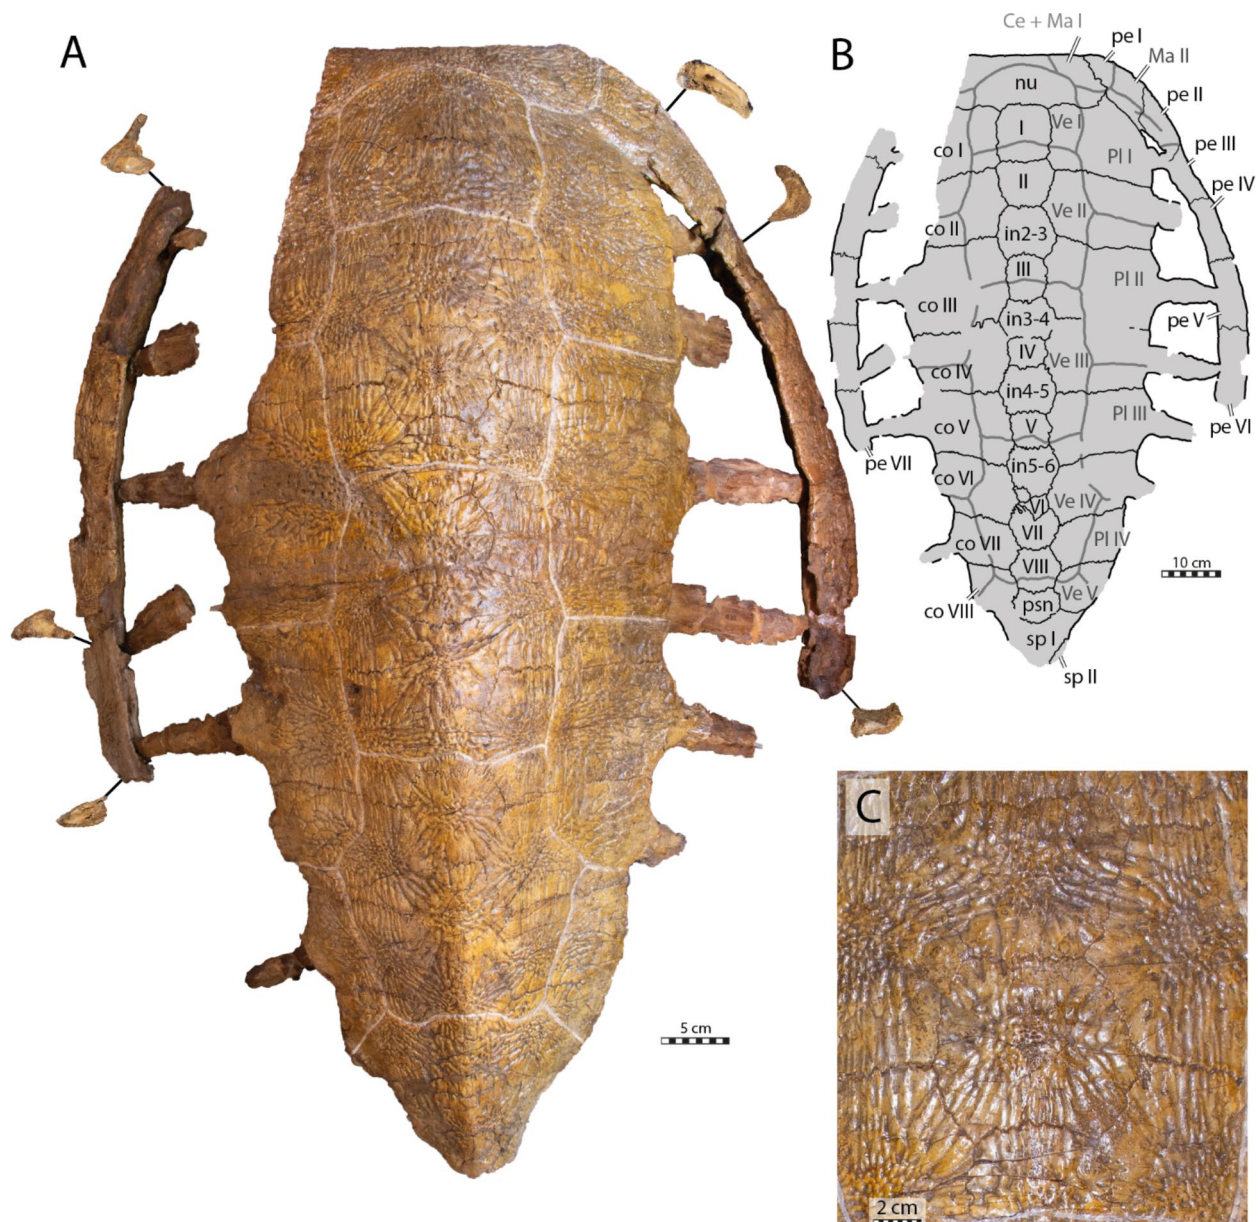 A
B
Ce + Ma I
pe I
Ma II
pe II
nu
I
Ve I
co I
Pl I
pe III
II
pe IV
Ve II
co II
in2-3
III
Pl II
co III
in3-4
pe V
IV
Ve III
co IV
in4-5
Pl III
co V
V
pe VI
pe VII
in5-6
co VI
VI
Ve IV
VII
co VII
Pl IV
VIII
10 cm
Ve V
co VIII
psn
sp I
sp II
C
5 cm
2 cm